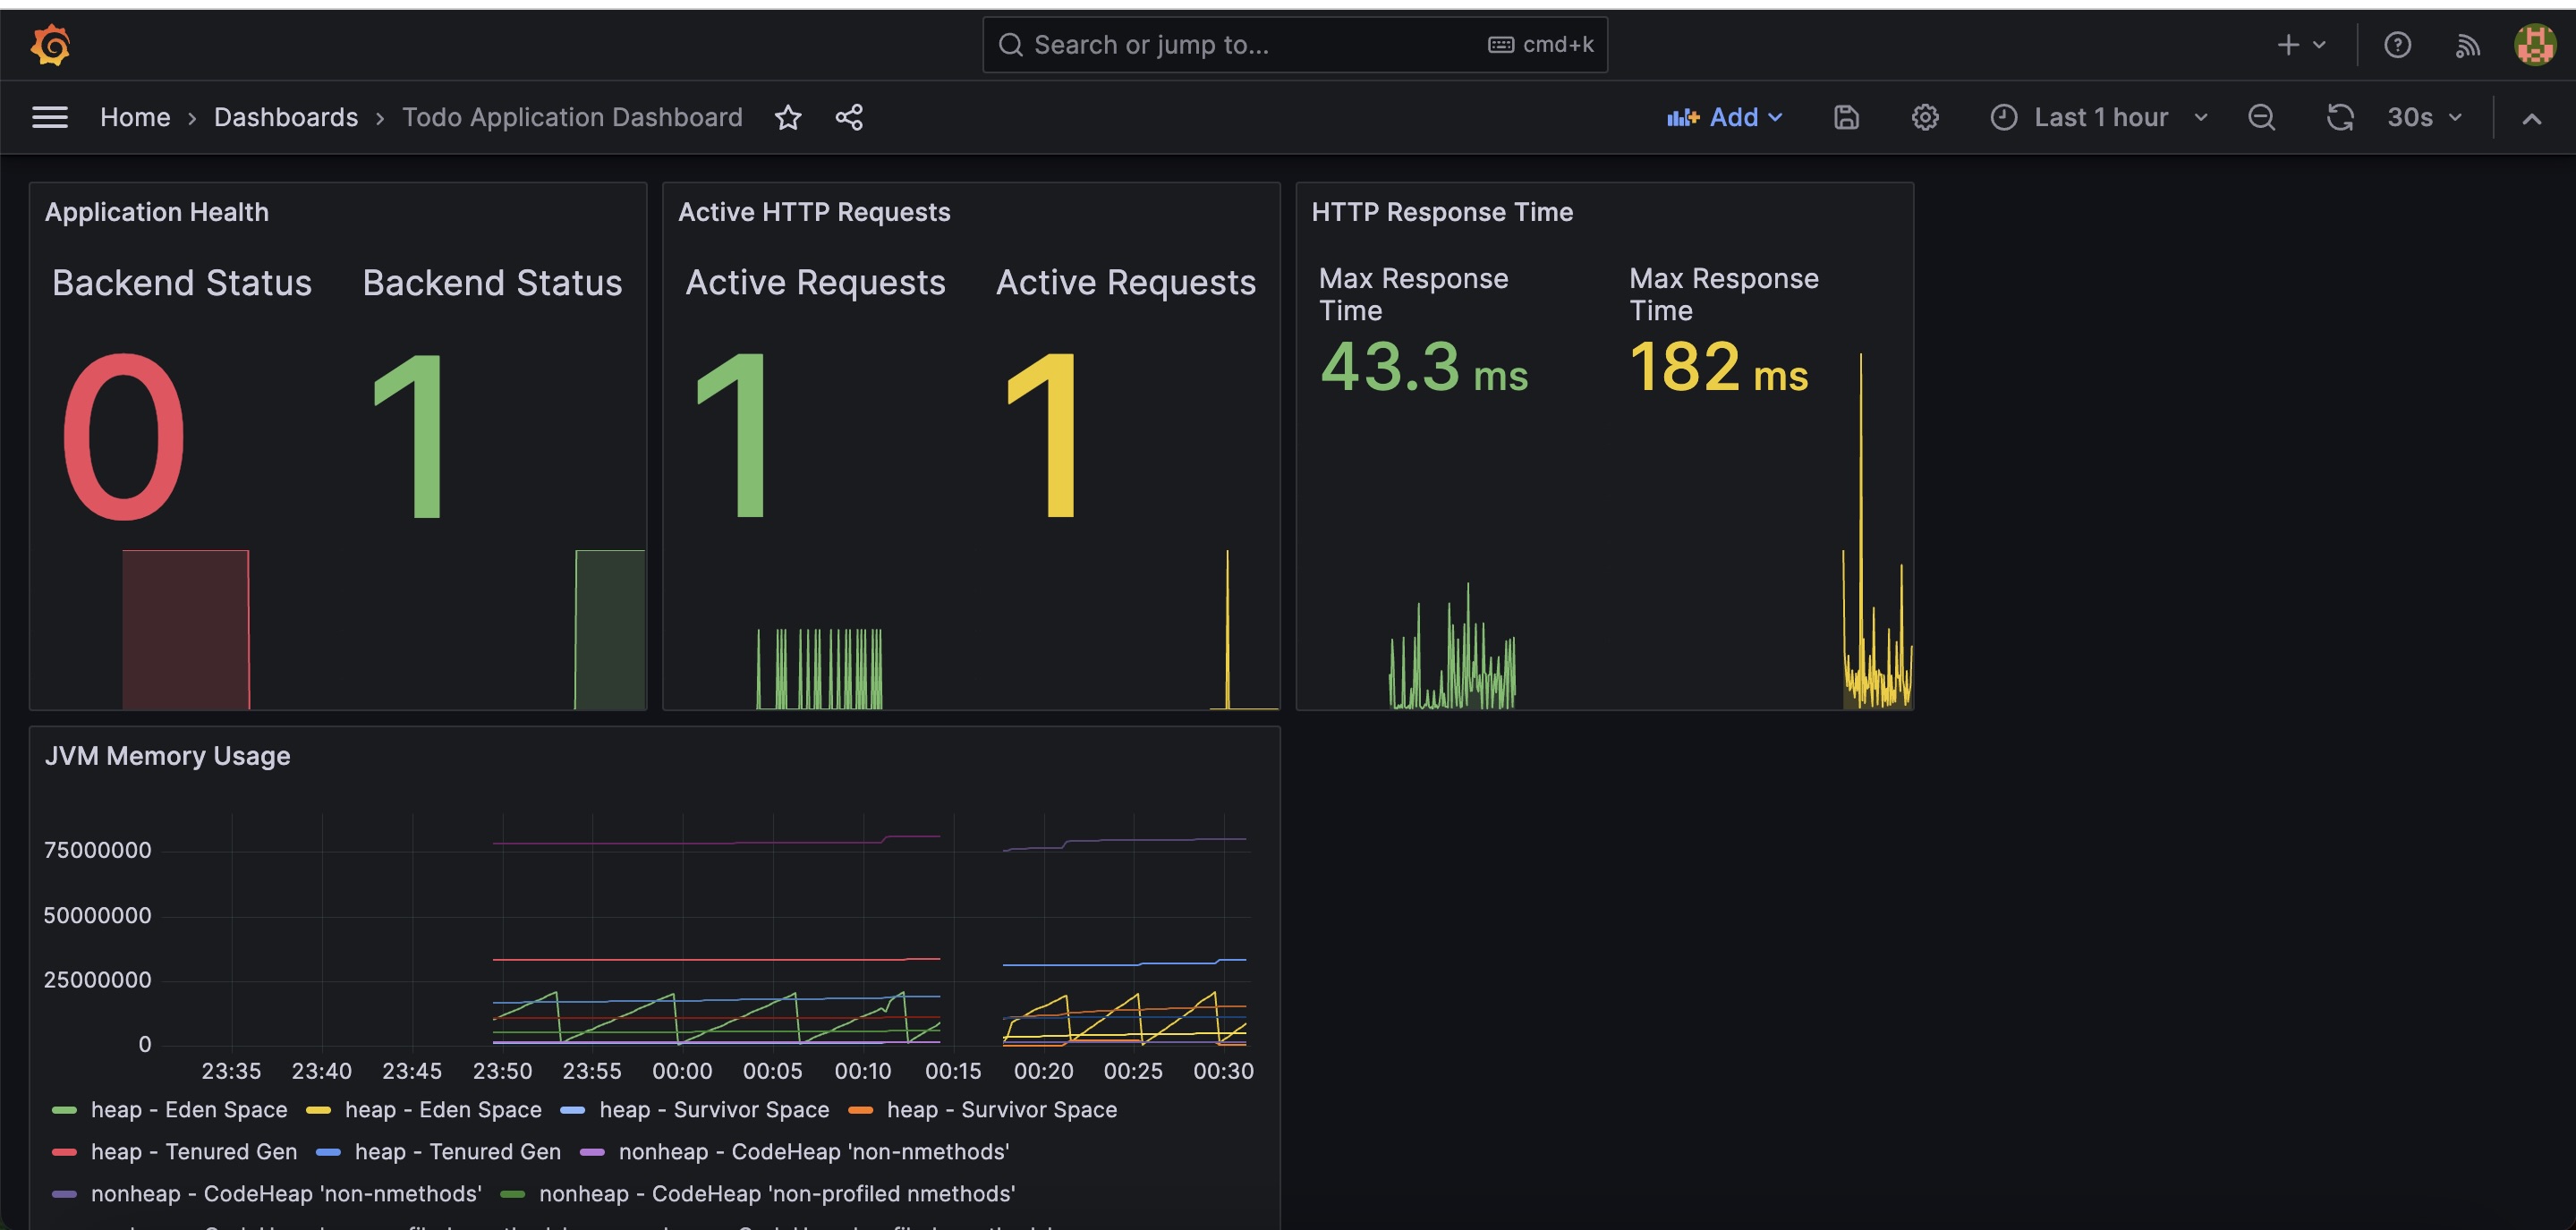 Search or jump to... cmd+k
Home › Dashboards › Todo Application Dashboard Add Last 1 hour 30s
Application Health
Backend Status Backend Status
0 1
Active HTTP Requests
Active Requests Active Requests
1 1
HTTP Response Time
Max Response Time Max Response Time
43.3 ms 182 ms
JVM Memory Usage
75000000
50000000
25000000
0
23:35 23:40 23:45 23:50 23:55 00:00 00:05 00:10 00:15 00:20 00:25 00:30
heap - Eden Space heap - Eden Space heap - Survivor Space heap - Survivor Space
heap - Tenured Gen heap - Tenured Gen nonheap - CodeHeap 'non-nmethods'
nonheap - CodeHeap 'non-nmethods' nonheap - CodeHeap 'non-profiled nmethods'